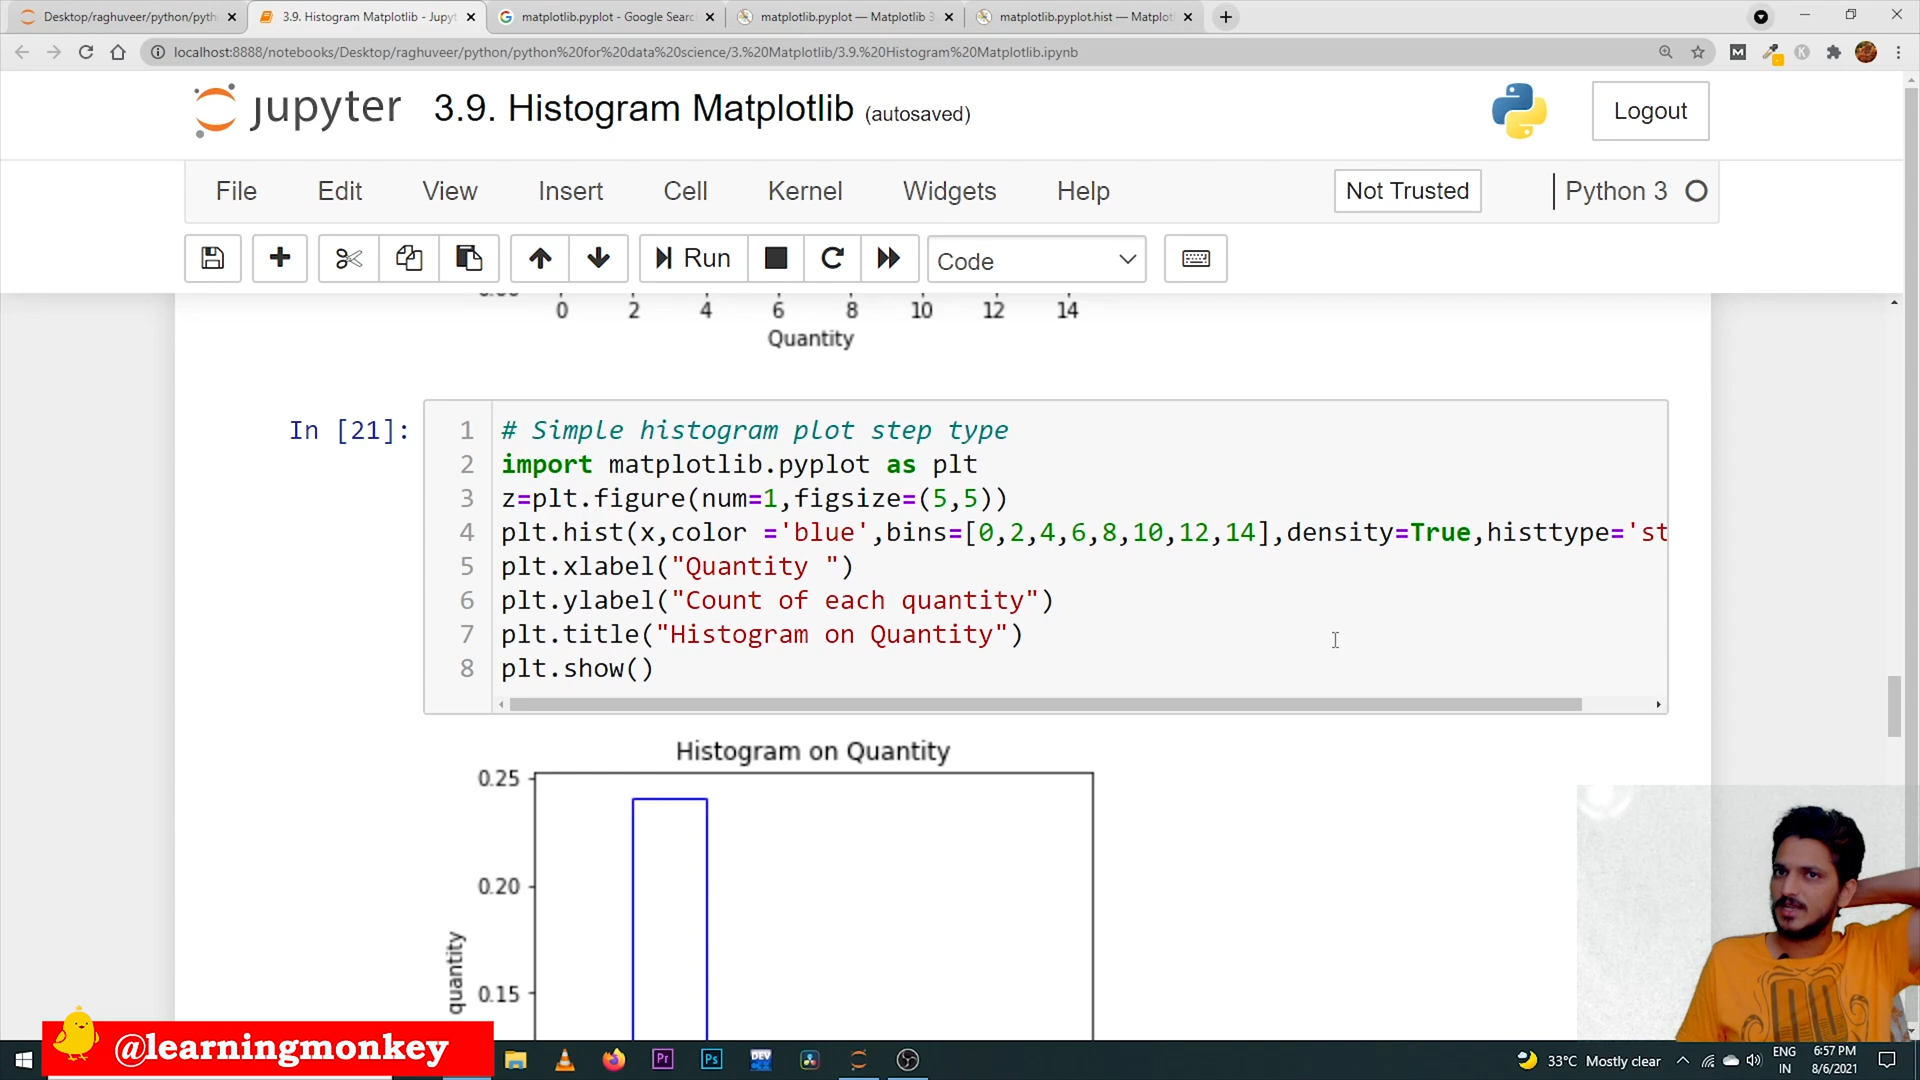 Desktop/raghuveer/python/pyth
3.9. Histogram Matplotlib - Jupyt
matplotlib.pyplot - Google Searc
matplotlib.pyplot — Matplotlib 3
matplotlib.pyplot.hist — Matplot
localhost:8888/notebooks/Desktop/raghuveer/python/python%20for%20data%20science/3.%20Matplotlib/3.9.%20Histogram%20Matplotlib.ipynb
jupyter 3.9. Histogram Matplotlib (autosaved)
Logout
File Edit View Insert Cell Kernel Widgets Help
Not Trusted
Python 3
Run
Code
0 2 4 6 8 10 12 14
Quantity
In [21]:
1 # Simple histogram plot step type
2 import matplotlib.pyplot as plt
3 z=plt.figure(num=1,figsize=(5,5))
4 plt.hist(x,color ='blue',bins=[0,2,4,6,8,10,12,14],density=True,histtype='st
5 plt.xlabel("Quantity ")
6 plt.ylabel("Count of each quantity")
7 plt.title("Histogram on Quantity")
8 plt.show()
Histogram on Quantity
0.25
0.20
0.15
quantity
@learningmonkey
Pr
Ps
DEV
33°C Mostly clear
ENG
IN
6:57 PM
8/6/2021